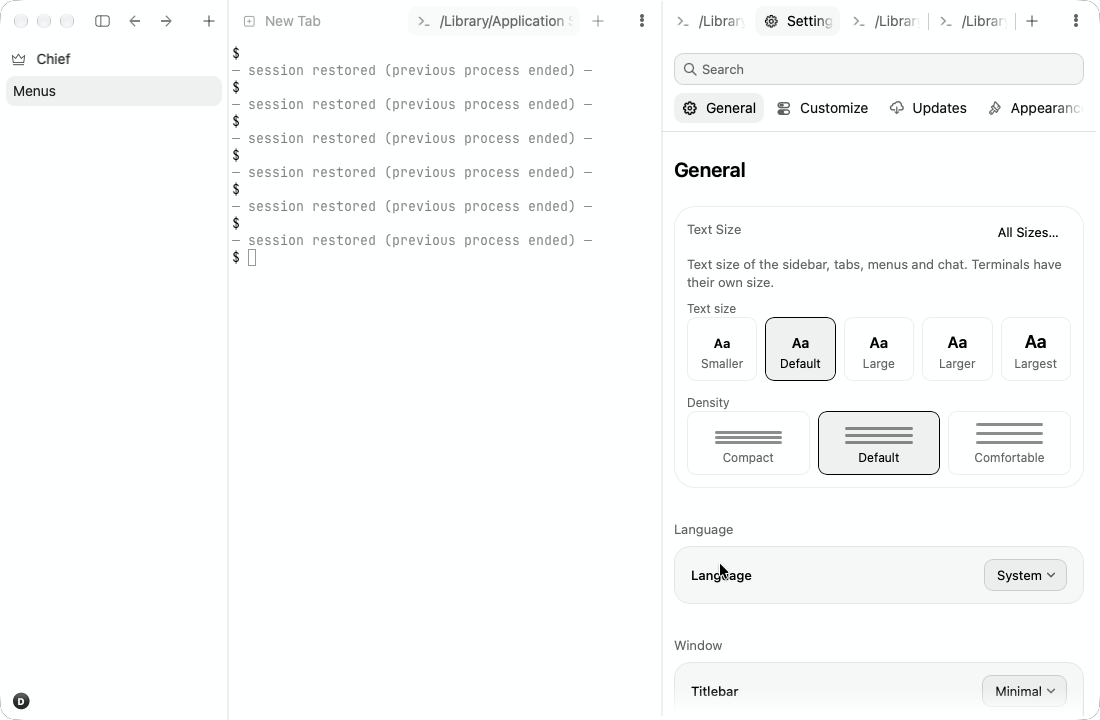 New Tab
/Library/Application S
/Library
Setting
/Library
/Library
Chief
Menus
$
— session restored (previous process ended) —
$
— session restored (previous process ended) —
$
— session restored (previous process ended) —
$
— session restored (previous process ended) —
$
— session restored (previous process ended) —
$
— session restored (previous process ended) —
$
D
Search
General
Customize
Updates
Appearanc
General
Text Size
All Sizes...
Text size of the sidebar, tabs, menus and chat. Terminals have
their own size.
Text size
Aa
Smaller
Aa
Default
Aa
Large
Aa
Larger
Aa
Largest
Density
Compact
Default
Comfortable
Language
Language
System
Window
Titlebar
Minimal